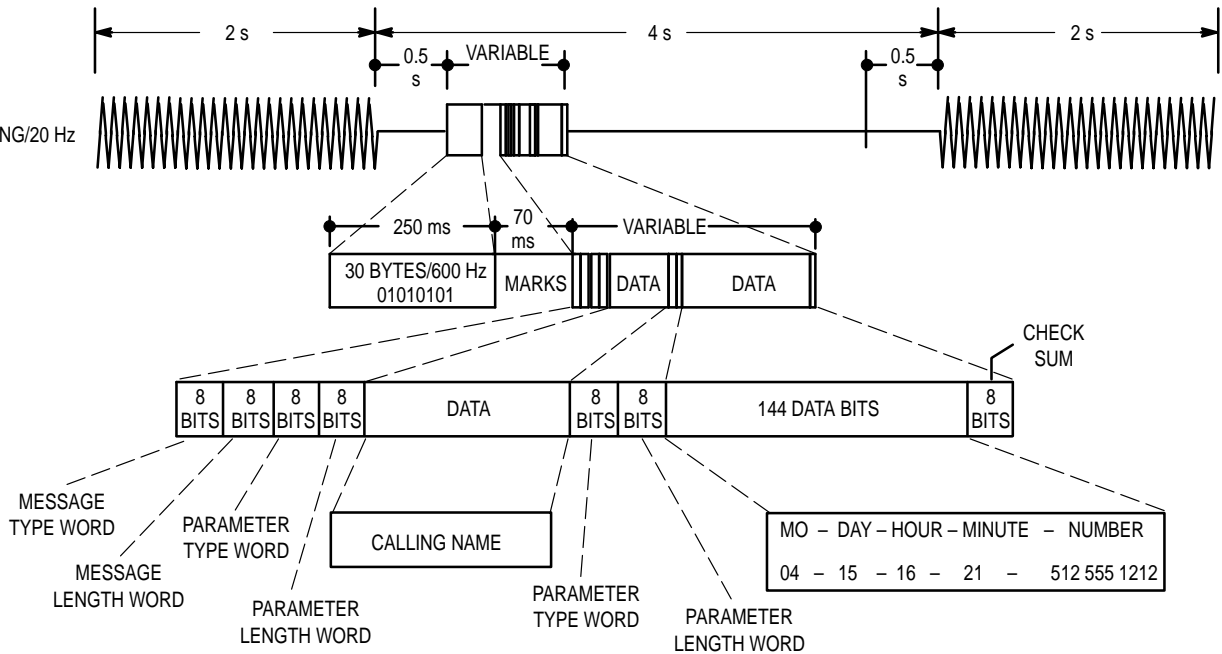 2 s
4 s
2 s
0.5
s
VARIABLE
0.5
s
NG/20 Hz
250 ms
70
ms
VARIABLE
30 BYTES/600 Hz
01010101
MARKS
DATA
DATA
CHECK
SUM
8
BITS
8
BITS
8
BITS
8
BITS
DATA
8
BITS
8
BITS
144 DATA BITS
8
BITS
MESSAGE
TYPE WORD
MESSAGE
LENGTH WORD
PARAMETER
TYPE WORD
PARAMETER
LENGTH WORD
CALLING NAME
PARAMETER
TYPE WORD
PARAMETER
LENGTH WORD
MO – DAY – HOUR – MINUTE – NUMBER
04 – 15 – 16 – 21 – 512 555 1212